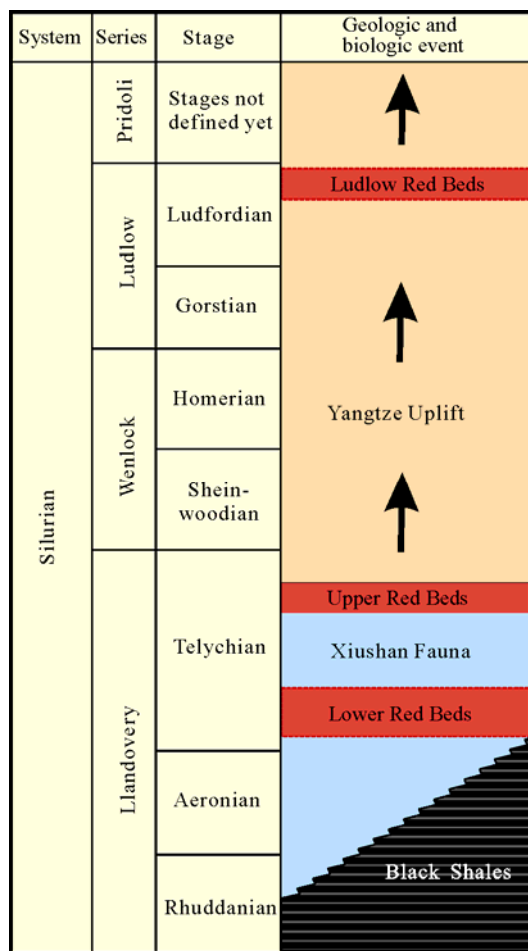 System
Series
Stage
Geologic and
biologic event
Silurian
Pridoli
Ludlow
Wenlock
Llandovery
Stages not
defined yet
Ludfordian
Gorstian
Homerian
Shein-
woodian
Telychian
Aeronian
Rhuddanian
Ludlow Red Beds
Yangtze Uplift
Upper Red Beds
Xiushan Fauna
Lower Red Beds
Black Shales